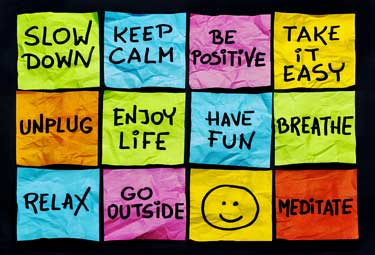 SLOW
DOWN
KEEP
CALM
BE
POSITIVE
TAKE
iT
EASY
UNPLUG
ENJOY
LiFE
HAVE
FUN
BREATHE
RELAX
GO
OUTSIDE
MEDiTATE